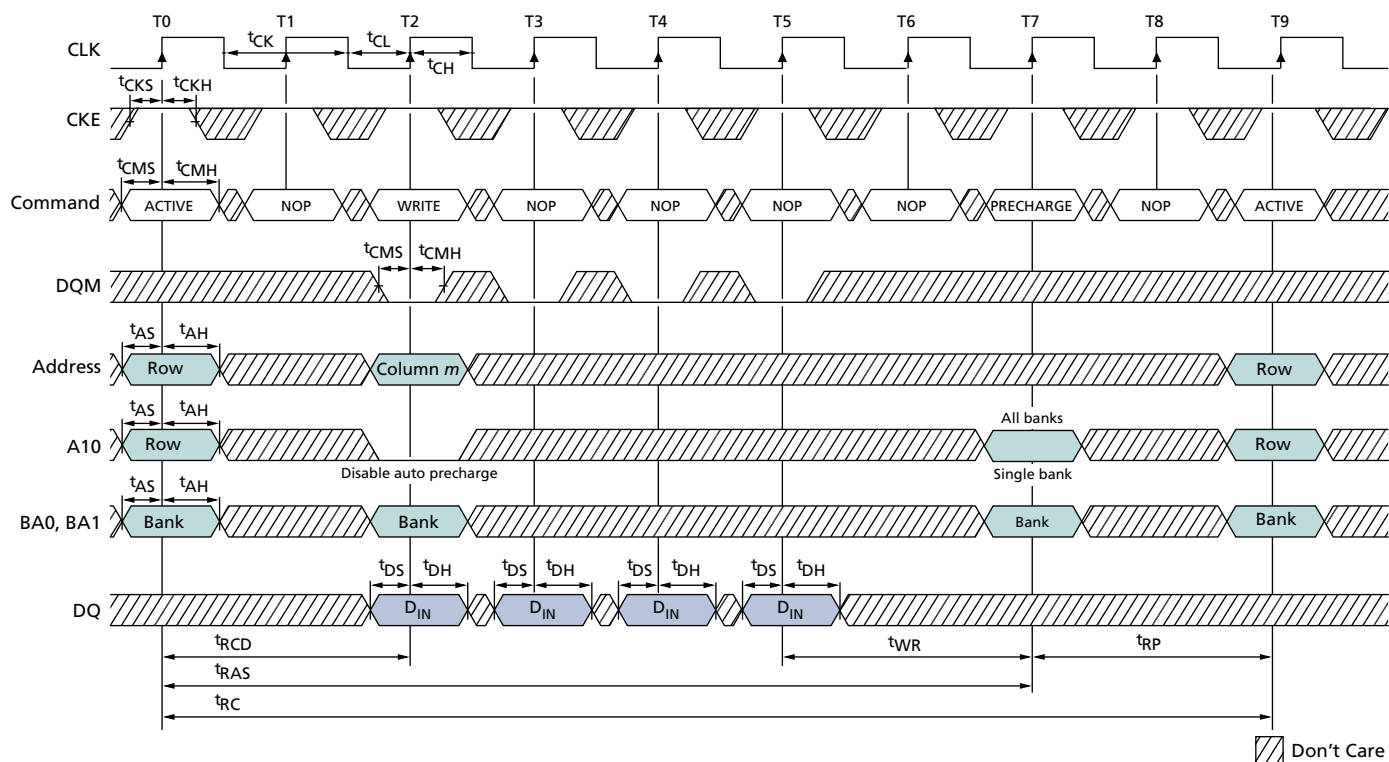 T0 T1 T2 T3 T4 T5 T6 T7 T8 T9
CLK tCK tCL tCH
tCKS tCKH
CKE
tCMS tCMH
Command ACTIVE NOP WRITE NOP NOP NOP NOP PRECHARGE NOP ACTIVE
tCMS tCMH
DQM
tAS tAH
Address Row Column m Row
tAS tAH All banks
A10 Row Row
Disable auto precharge Single bank
tAS tAH
BA0, BA1 Bank Bank Bank Bank
tDS tDH tDS tDH tDS tDH tDS tDH
DQ DIN DIN DIN DIN
tRCD tWR tRP
tRAS
tRC
Don't Care